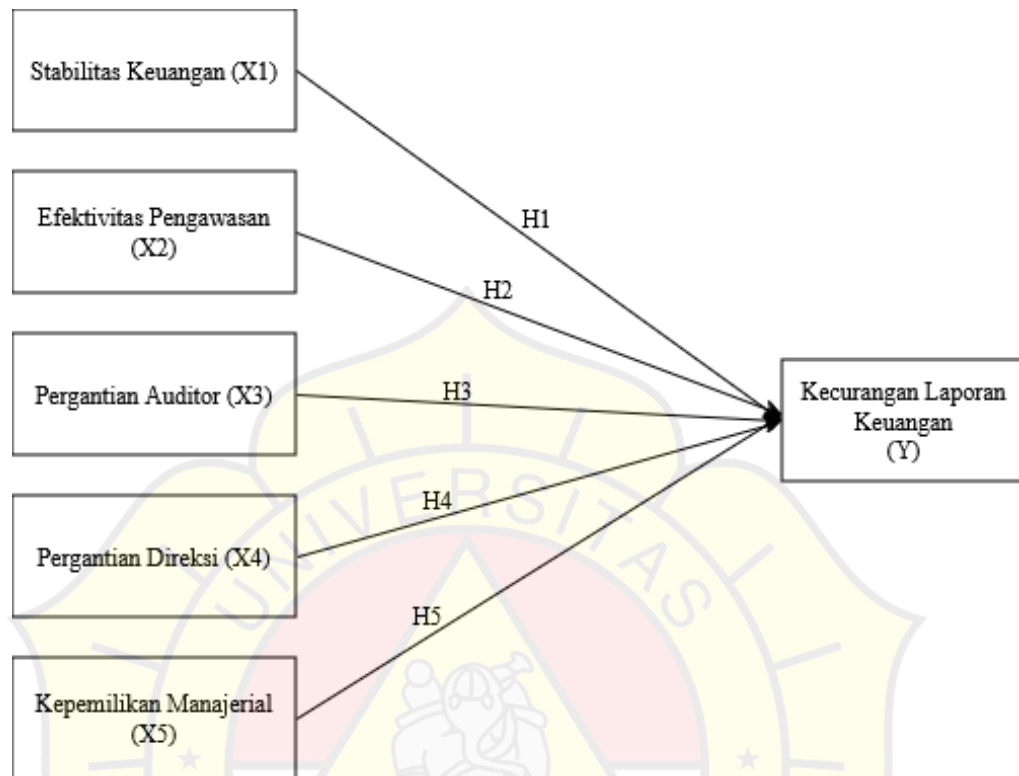 Stabilitas Keuangan (X1)
Efektivitas Pengawasan
(X2)
Pergantian Auditor (X3)
Pergantian Direksi (X4)
Kepemilikan Manajerial
(X5)
H1
H2
H3
H4
H5
Kecurangan Laporan
Keuangan
(Y)
UNIVERSITAS